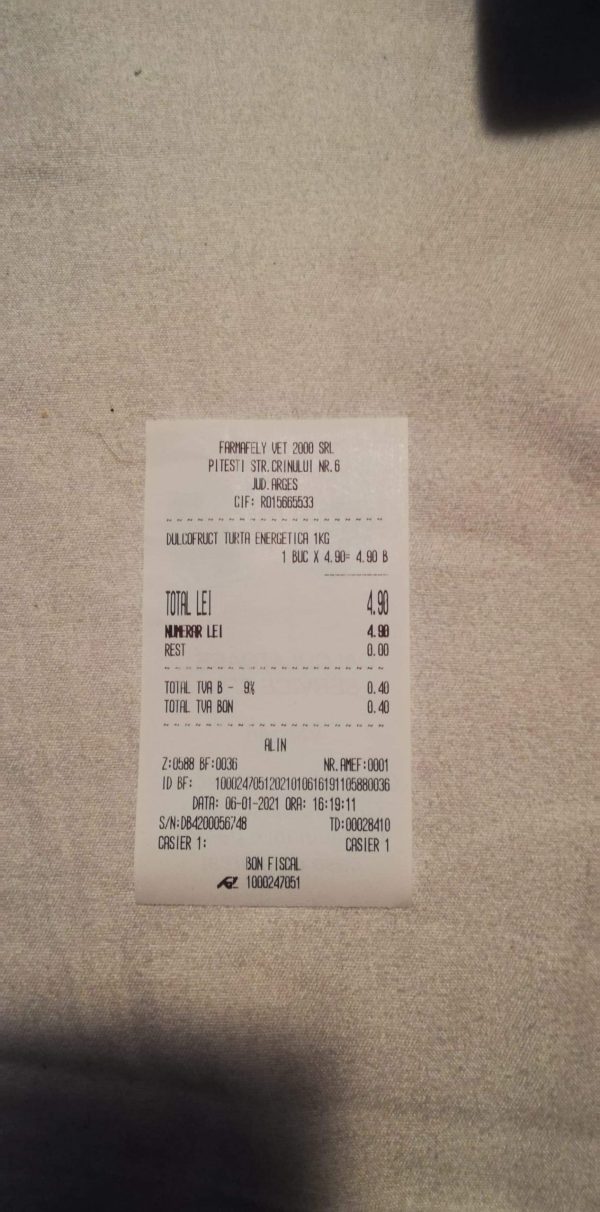 FARMAFELY VET 2000 SRL
PITESTI STR.CRINULUI NR.6
JUD.ARGES
CIF: RO15665533
DULCOFRUCT TURTA ENERGETICA 1KG
1 BUC X 4.90= 4.90 B
TOTAL LEI 4.90
NUMERAR LEI 4.90
REST 0.00
TOTAL TVA B - 9% 0.40
TOTAL TVA BON 0.40
ALIN
Z:0588 BF:0036 NR.AMEF:0001
ID BF: 10002470512021010616191105880036
DATA: 06-01-2021 ORA: 16:19:11
S/N:DB4200056748 TD:00028410
CASIER 1: CASIER 1
BON FISCAL
1000247051